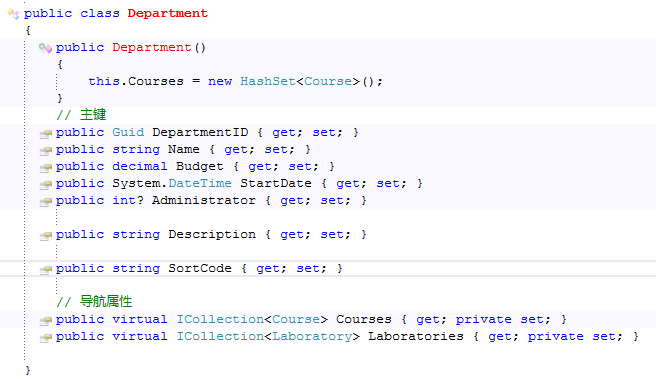 public class Department
{
public Department()
{
this.Courses = new HashSet<Course>();
}
// 主键
public Guid DepartmentID { get; set; }
public string Name { get; set; }
public decimal Budget { get; set; }
public System.DateTime StartDate { get; set; }
public int? Administrator { get; set; }
public string Description { get; set; }
public string SortCode { get; set; }
// 导航属性
public virtual ICollection<Course> Courses { get; private set; }
public virtual ICollection<Laboratory> Laboratories { get; private set; }
}